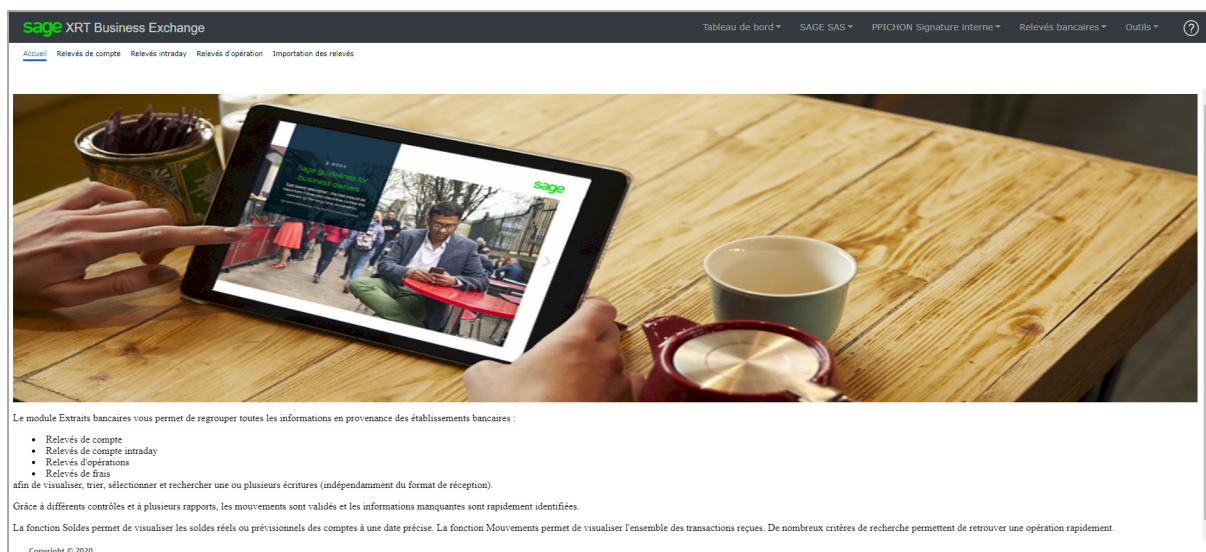 sage XRT Business Exchange
Tableau de bord SAGE SAS PPICHON Signature interne Relevés bancaires Outils ?
Accueil Relevés de compte Relevés intraday Relevés d'opération Importation des relevés
E-BOOK
Sage guidelines for
business owners
sage
Le module Extraits bancaires vous permet de regrouper toutes les informations en provenance des établissements bancaires :
• Relevés de compte
• Relevés de compte intraday
• Relevés d'opérations
• Relevés de frais
afin de visualiser, trier, sélectionner et rechercher une ou plusieurs écritures (indépendamment du format de réception).
Grâce à différents contrôles et à plusieurs rapports, les mouvements sont validés et les informations manquantes sont rapidement identifiées.
La fonction Soldes permet de visualiser les soldes réels ou prévisionnels des comptes à une date précise. La fonction Mouvements permet de visualiser l'ensemble des transactions reçues. De nombreux critères de recherche permettent de retrouver une opération rapidement.
Copyright © 2020